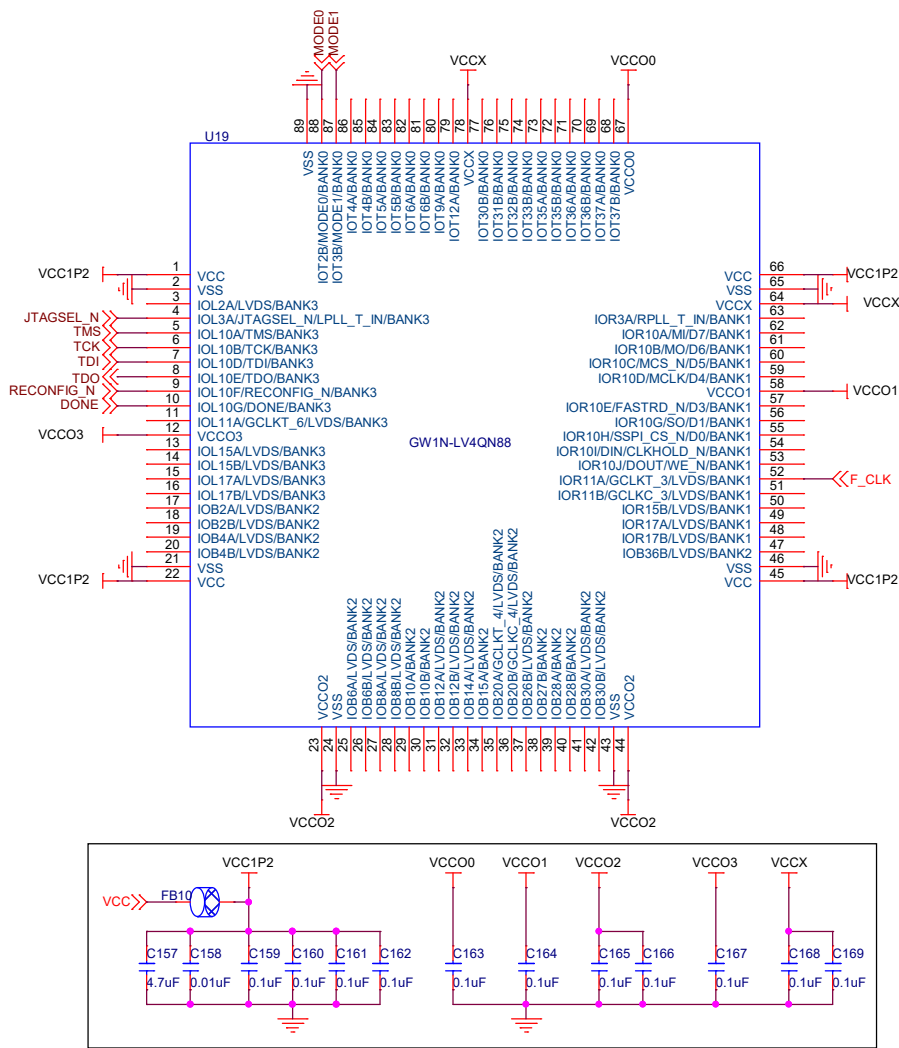 MODE0
MODE1
VCCX
VCCO0
89
88
87
86
85
84
83
82
81
80
79
78
77
76
75
74
73
72
71
70
69
68
67
U19
VSS
IOT2B/MODE0/BANK0
IOT3B/MODE1/BANK0
IOT4A/BANK0
IOT4B/BANK0
IOT5A/BANK0
IOT5B/BANK0
IOT6A/BANK0
IOT6B/BANK0
IOT9A/BANK0
IOT12A/BANK0
VCCX
IOT30B/BANK0
IOT31B/BANK0
IOT32B/BANK0
IOT33B/BANK0
IOT35A/BANK0
IOT35B/BANK0
IOT36A/BANK0
IOT36B/BANK0
IOT37A/BANK0
IOT37B/BANK0
VCCO0
VCC1P2 1 VCC
2 VSS
3 IOL2A/LVDS/BANK3
JTAGSEL_N 4 IOL3A/JTAGSEL_N/LPLL_T_IN/BANK3
TMS 5 IOL10A/TMS/BANK3
TCK 6 IOL10B/TCK/BANK3
TDI 7 IOL10D/TDI/BANK3
TDO 8 IOL10E/TDO/BANK3
RECONFIG_N 9 IOL10F/RECONFIG_N/BANK3
DONE 10 IOL10G/DONE/BANK3
11 IOL11A/GCLKT_6/LVDS/BANK3
VCCO3 12 VCCO3
13 IOL15A/LVDS/BANK3
14 IOL15B/LVDS/BANK3
15 IOL17A/LVDS/BANK3
16 IOL17B/LVDS/BANK3
17 IOB2A/LVDS/BANK2
18 IOB2B/LVDS/BANK2
19 IOB4A/LVDS/BANK2
20 IOB4B/LVDS/BANK2
21 VSS
VCC1P2 22 VCC
GW1N-LV4QN88
VCC 66 VCC1P2
VSS 65
VCCX 64 VCCX
IOR3A/RPLL_T_IN/BANK1 63
IOR10A/MI/D7/BANK1 62
IOR10B/MO/D6/BANK1 61
IOR10C/MCS_N/D5/BANK1 60
IOR10D/MCLK/D4/BANK1 59
VCCO1 58 VCCO1
IOR10E/FASTRD_N/D3/BANK1 57
IOR10G/SO/D1/BANK1 56
IOR10H/SSPI_CS_N/D0/BANK1 55
IOR10I/DIN/CLKHOLD_N/BANK1 54
IOR10J/DOUT/WE_N/BANK1 53
IOR11A/GCLKT_3/LVDS/BANK1 52 F_CLK
IOR11B/GCLKC_3/LVDS/BANK1 51
IOR15B/LVDS/BANK1 50
IOR17A/LVDS/BANK1 49
IOR17B/LVDS/BANK1 48
IOB36B/LVDS/BANK2 47
VSS 46
VCC 45 VCC1P2
VCCO2
VSS
IOB6A/LVDS/BANK2
IOB6B/LVDS/BANK2
IOB8A/LVDS/BANK2
IOB8B/LVDS/BANK2
IOB10A/BANK2
IOB10B/BANK2
IOB12A/LVDS/BANK2
IOB12B/LVDS/BANK2
IOB14A/LVDS/BANK2
IOB15A/BANK2
IOB20A/GCLKT_4/LVDS/BANK2
IOB20B/GCLKC_4/LVDS/BANK2
IOB26B/LVDS/BANK2
IOB27B/BANK2
IOB28A/BANK2
IOB28B/BANK2
IOB30A/LVDS/BANK2
IOB30B/LVDS/BANK2
VSS
VCCO2
23
24
25
26
27
28
29
30
31
32
33
34
35
36
37
38
39
40
41
42
43
44
VCCO2 VCCO2
VCC1P2 VCCO0 VCCO1 VCCO2 VCCO3 VCCX
VCC FB10
C157 C158 C159 C160 C161 C162 C163 C164 C165 C166 C167 C168 C169
4.7uF 0.01uF 0.1uF 0.1uF 0.1uF 0.1uF 0.1uF 0.1uF 0.1uF 0.1uF 0.1uF 0.1uF 0.1uF